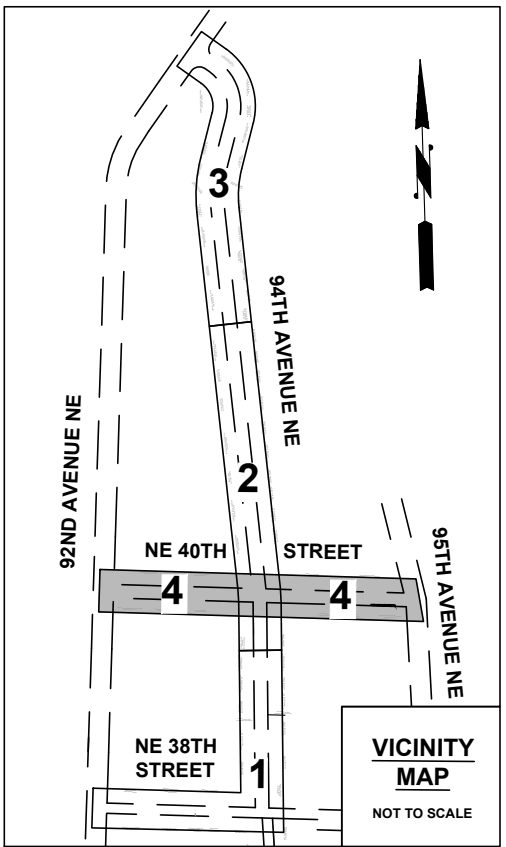 3
94TH AVENUE NE
2
92ND AVENUE NE
NE 40TH STREET
4 4
95TH AVENUE NE
NE 38TH
STREET
1
VICINITY
MAP
NOT TO SCALE
N